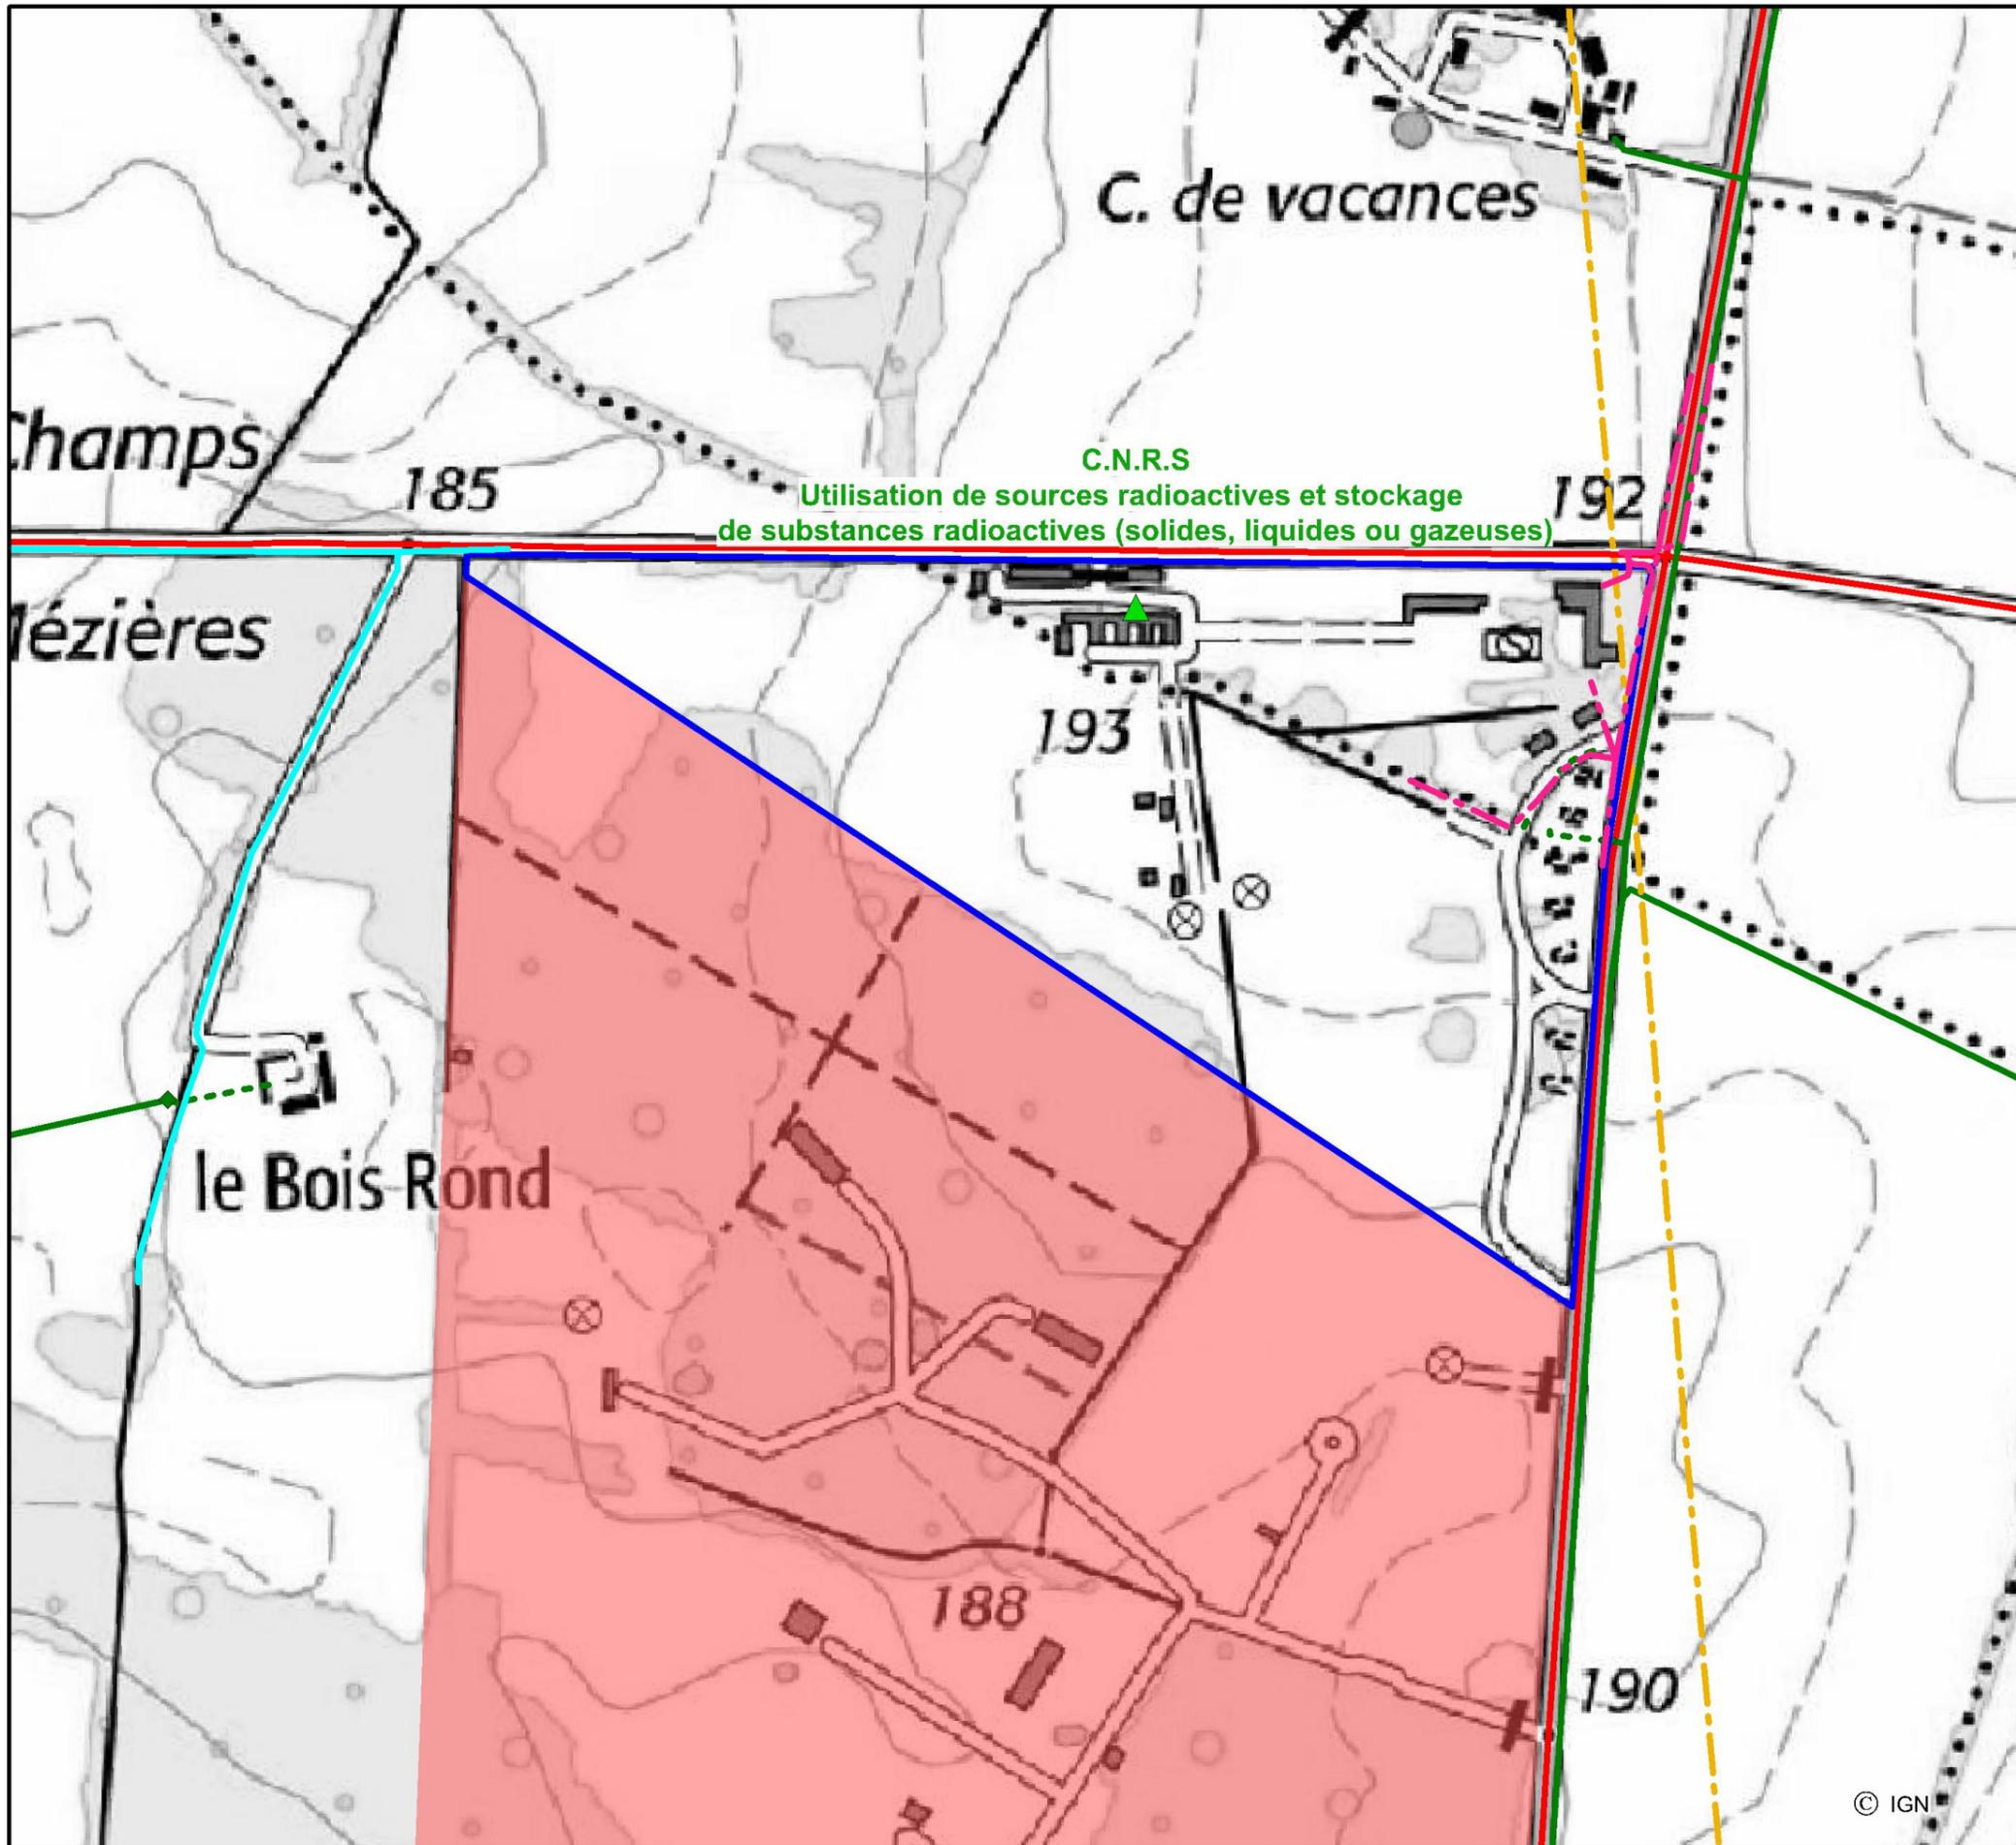 C. de vacances
Champs
185
C.N.R.S
Utilisation de sources radioactives et stockage
de substances radioactives (solides, liquides ou gazeuses)
192
Mézières
193
le Bois Rond
188
190
© IGN